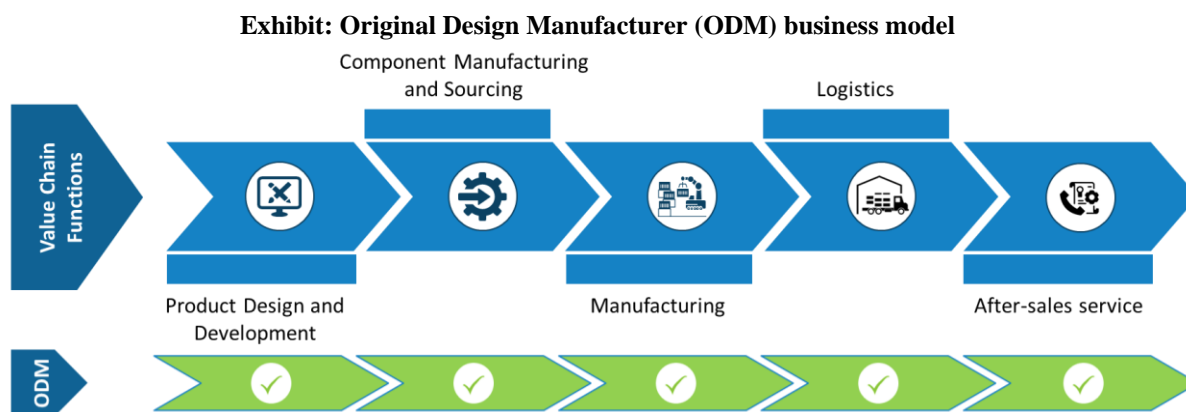 Exhibit: Original Design Manufacturer (ODM) business model
Component Manufacturing
and Sourcing
Logistics
Value Chain
Functions
Product Design and
Development
Manufacturing
After-sales service
ODM